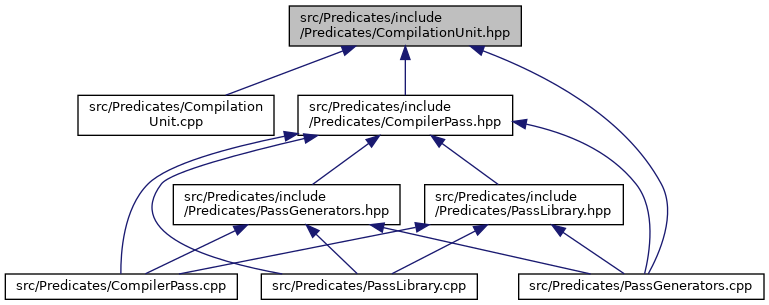 src/Predicates/include
/Predicates/CompilationUnit.hpp
src/Predicates/Compilation
Unit.cpp
src/Predicates/include
/Predicates/CompilerPass.hpp
src/Predicates/include
/Predicates/PassGenerators.hpp
src/Predicates/include
/Predicates/PassLibrary.hpp
src/Predicates/CompilerPass.cpp
src/Predicates/PassLibrary.cpp
src/Predicates/PassGenerators.cpp